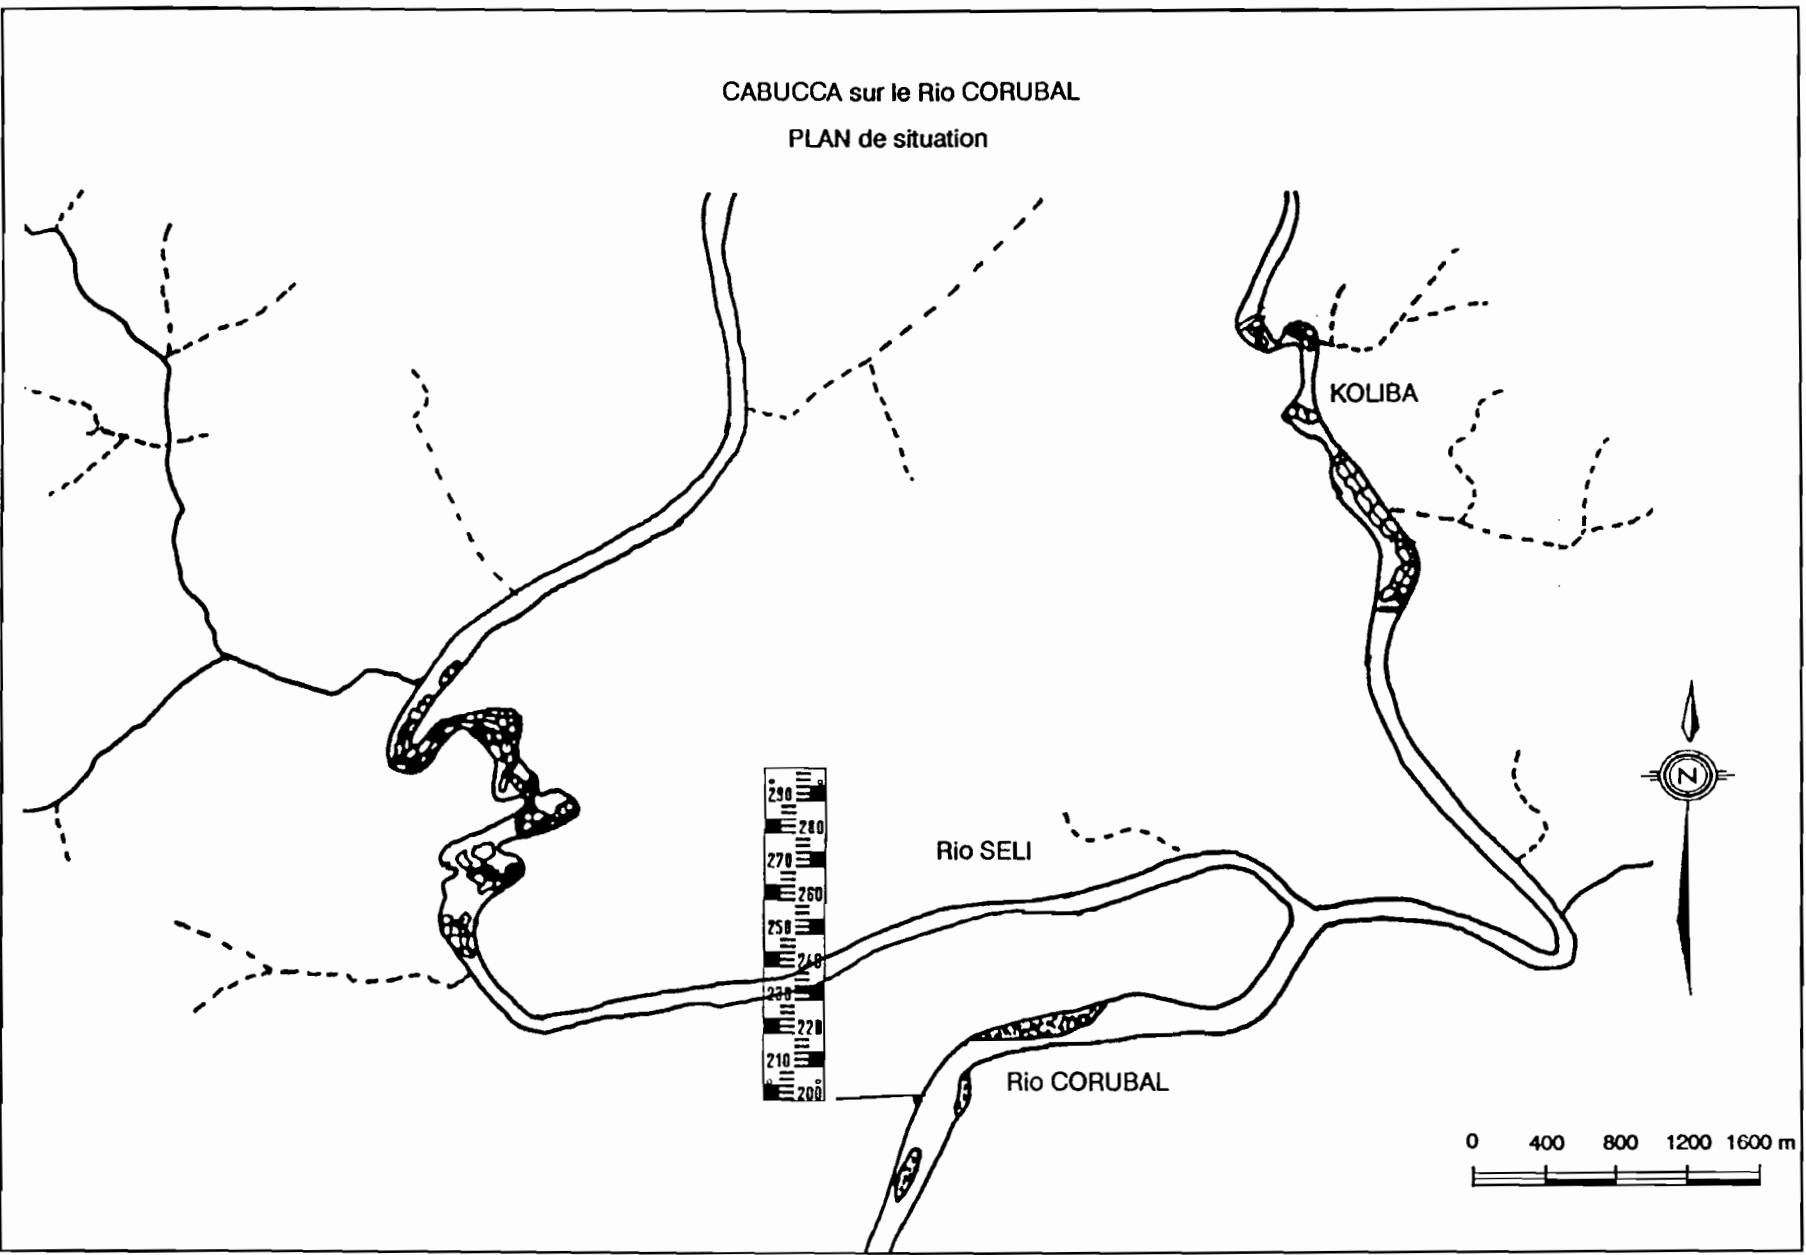 CABUCCA sur le Rio CORUBAL
PLAN de situation
KOLIBA
N
290
280
270
260
250
240
230
220
210
200
Rio SELI
Rio CORUBAL
0 400 800 1200 1600 m